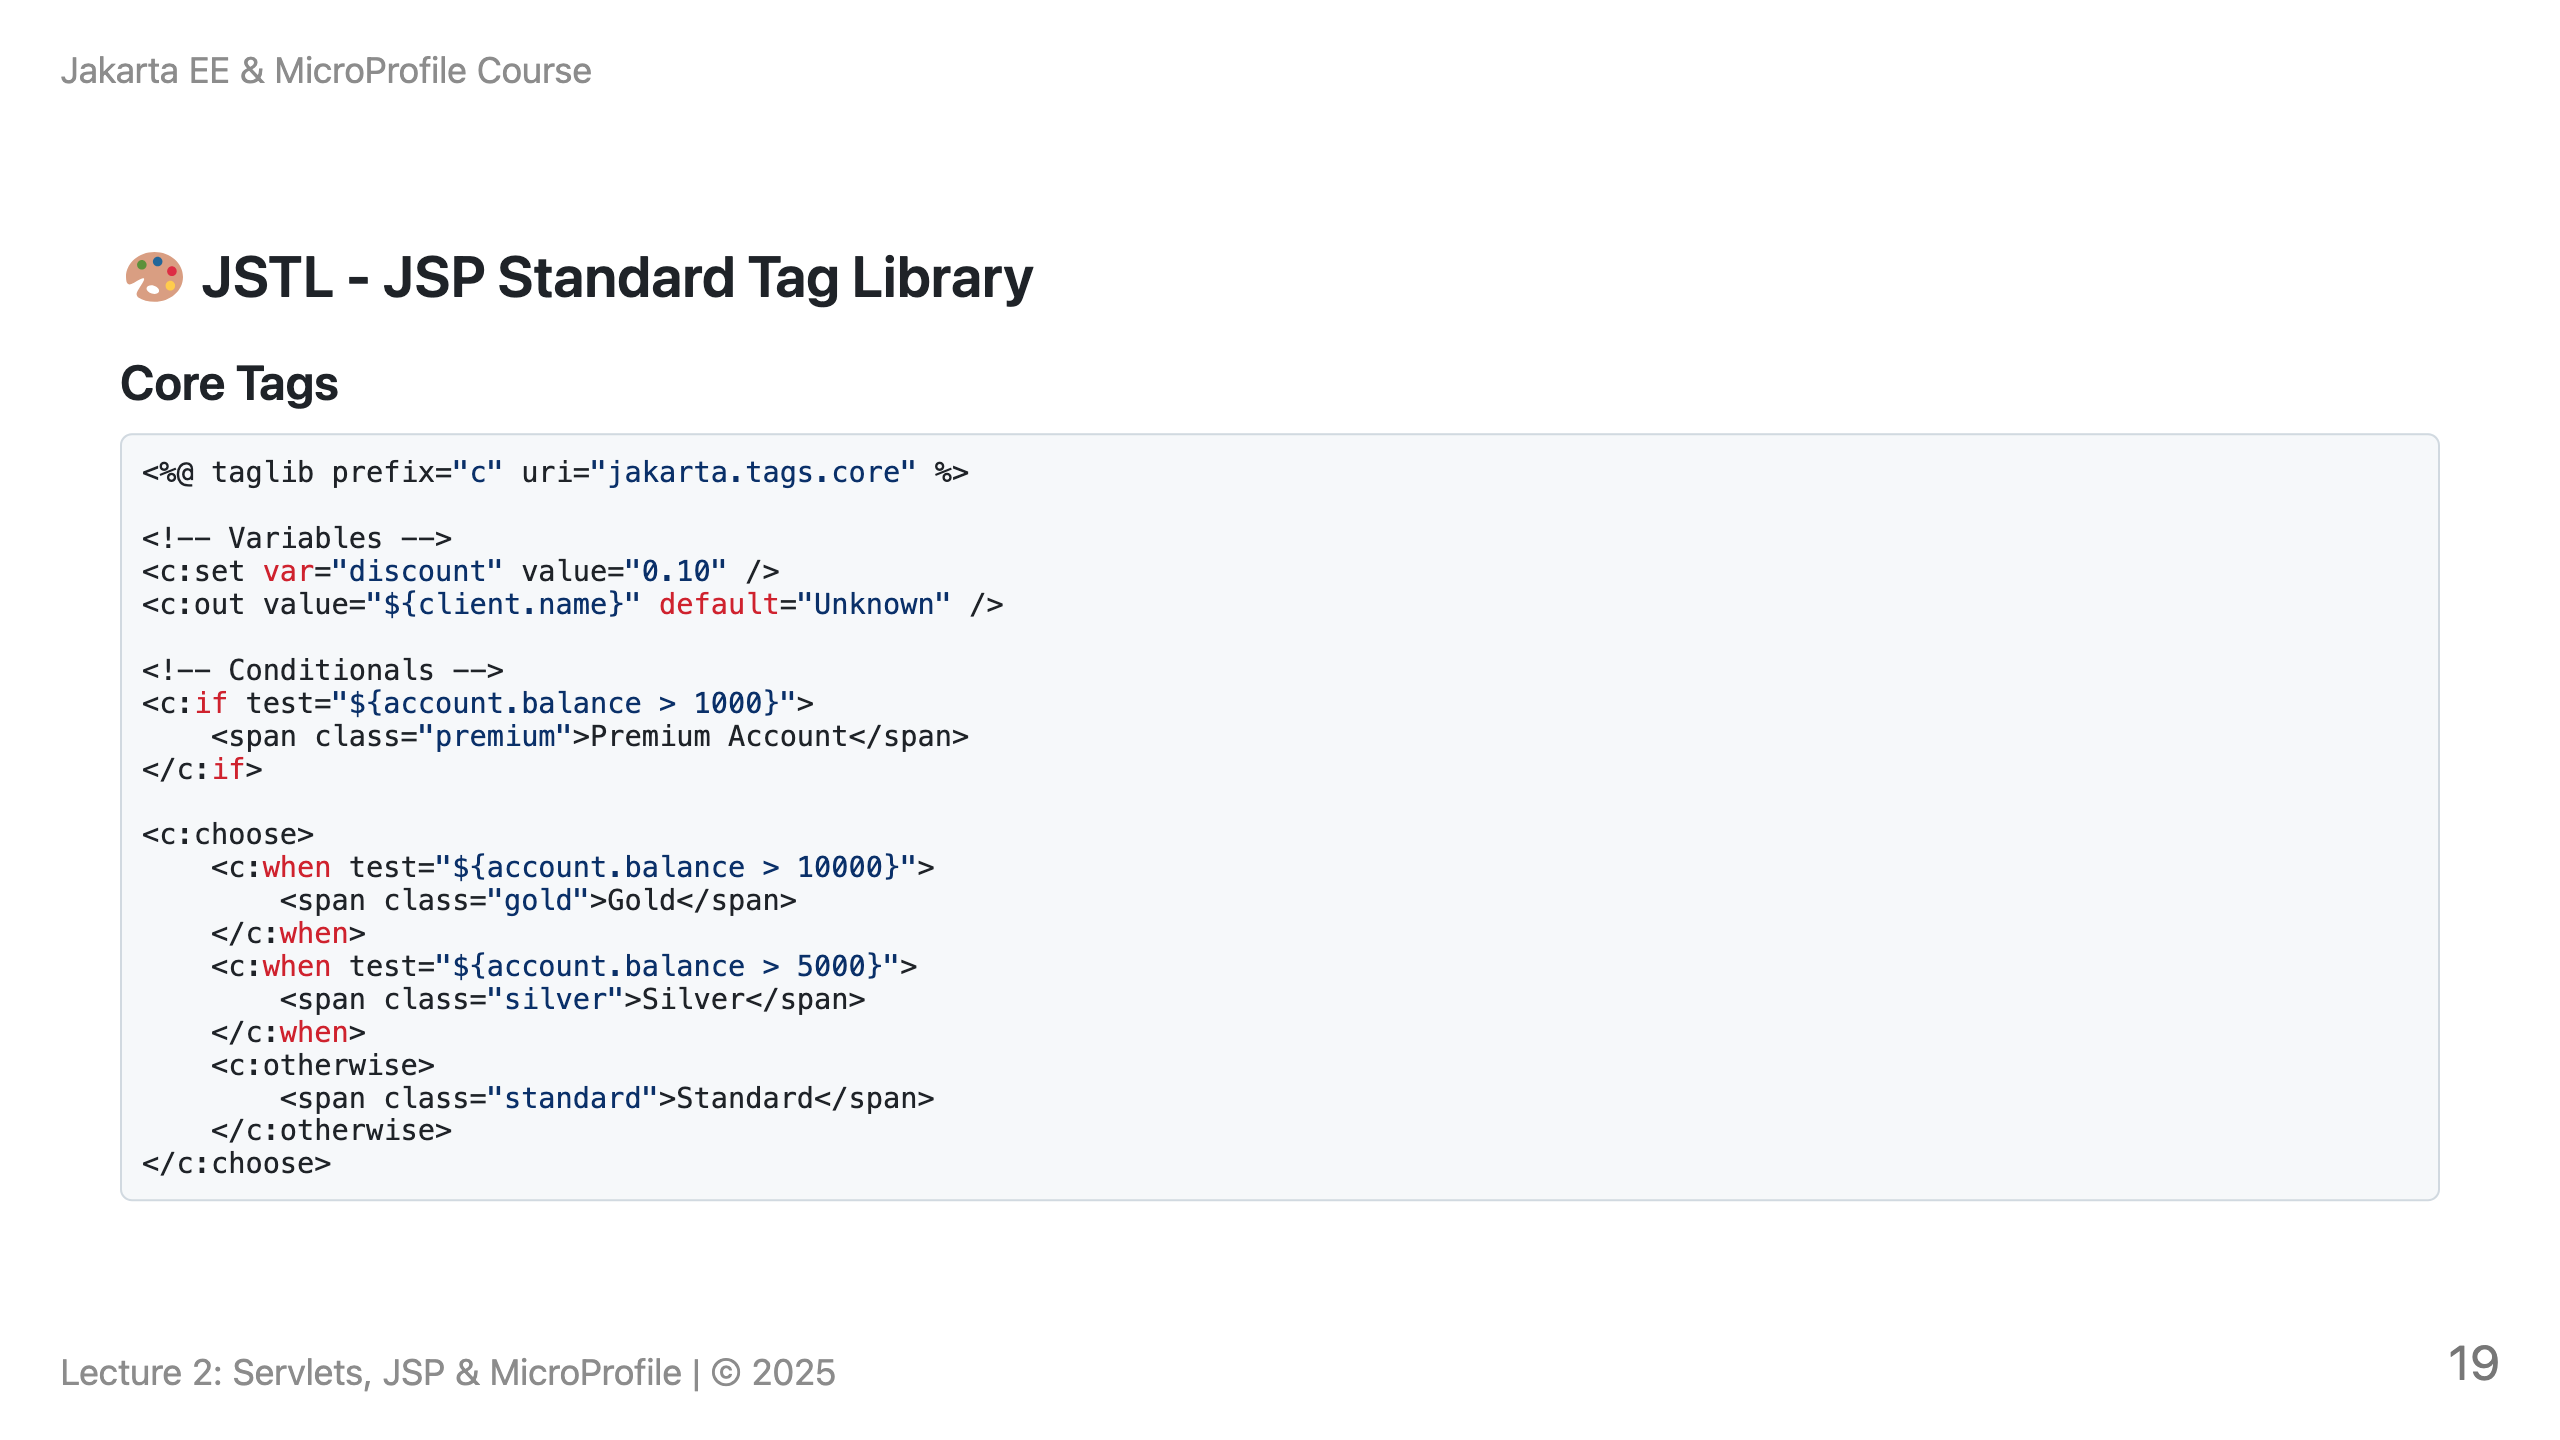 Jakarta EE & MicroProfile Course
🎨 JSTL - JSP Standard Tag Library
Core Tags
<%@ taglib prefix="c" uri="jakarta.tags.core" %>

<!-- Variables -->
<c:set var="discount" value="0.10" />
<c:out value="${client.name}" default="Unknown" />

<!-- Conditionals -->
<c:if test="${account.balance > 1000}">
    <span class="premium">Premium Account</span>
</c:if>

<c:choose>
    <c:when test="${account.balance > 10000}">
        <span class="gold">Gold</span>
    </c:when>
    <c:when test="${account.balance > 5000}">
        <span class="silver">Silver</span>
    </c:when>
    <c:otherwise>
        <span class="standard">Standard</span>
    </c:otherwise>
</c:choose>
Lecture 2: Servlets, JSP & MicroProfile | © 2025
19